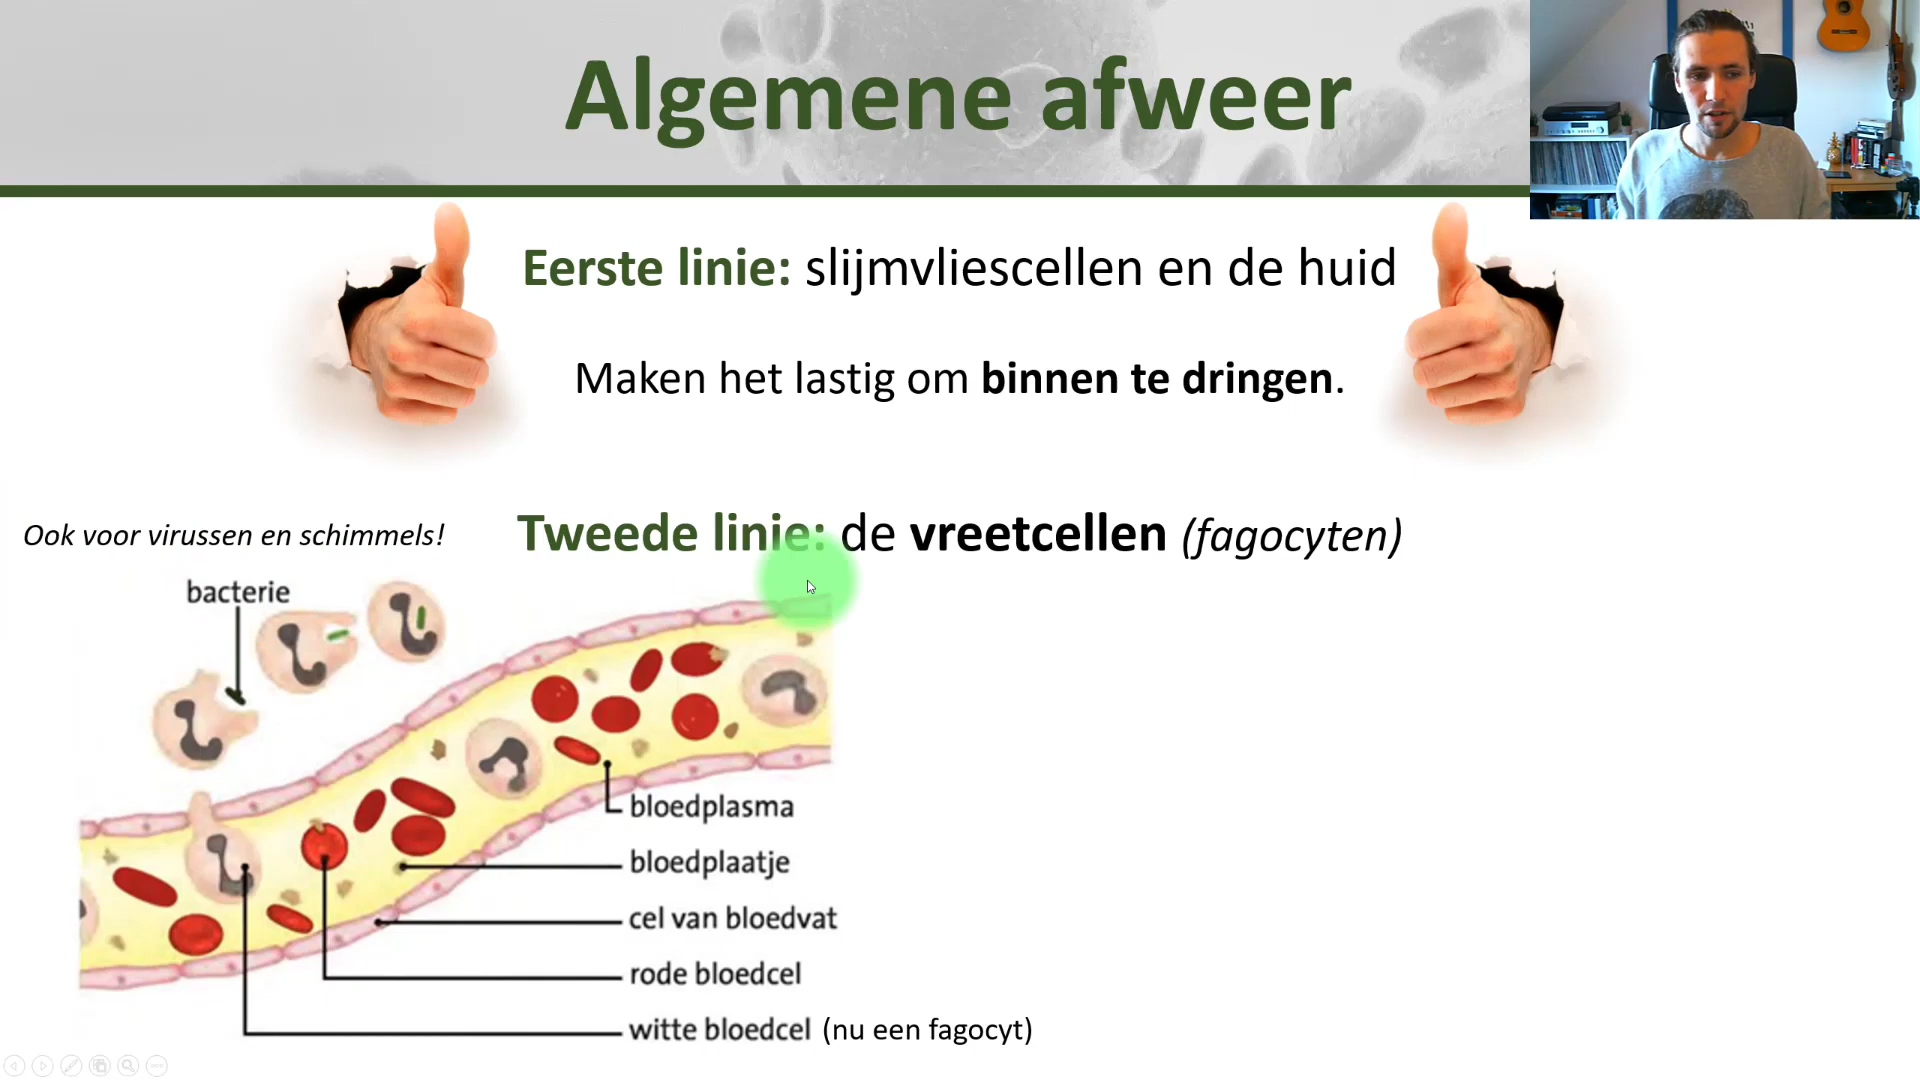 Algemene afweer
Eerste linie: slijmvliescellen en de huid
Maken het lastig om binnen te dringen.
Ook voor virussen en schimmels!
Tweede linie: de vreetcellen (fagocyten)
bacterie
bloedplasma
bloedplaatje
cel van bloedvat
rode bloedcel
witte bloedcel (nu een fagocyt)